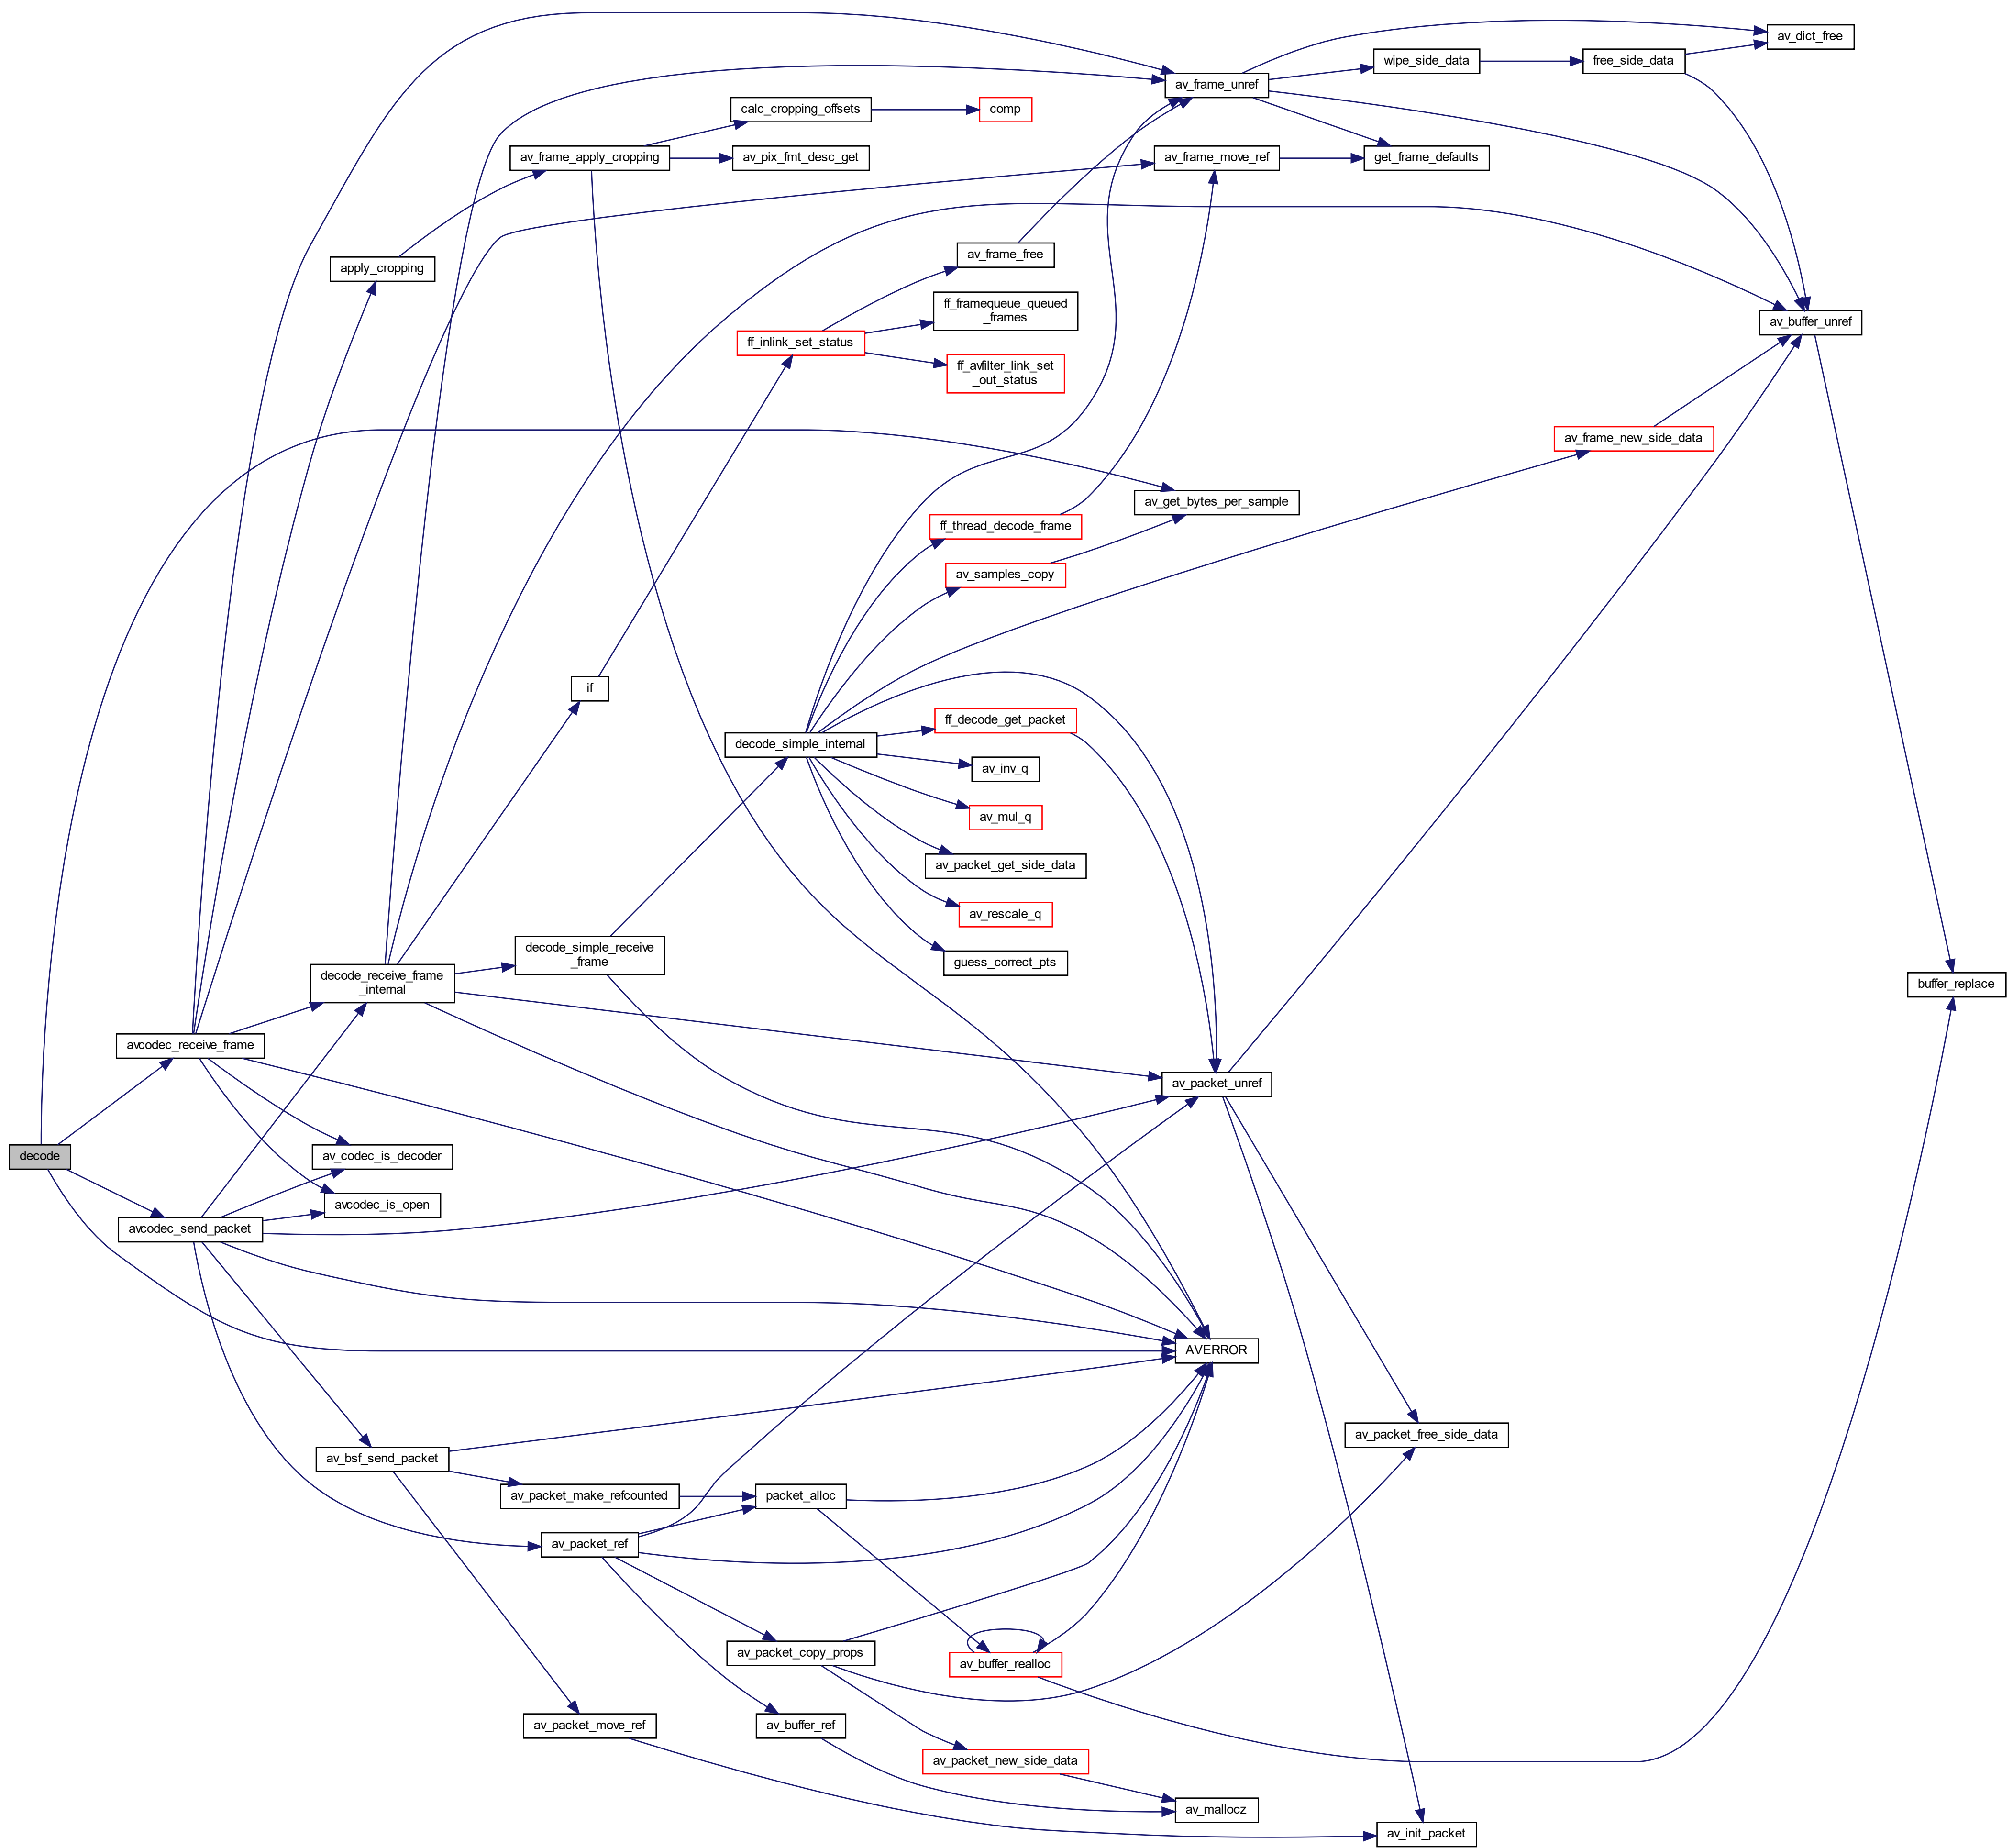 av_dict_free
wipe_side_data
free_side_data
av_frame_unref
calc_cropping_offsets
comp
av_frame_apply_cropping
av_pix_fmt_desc_get
av_frame_move_ref
get_frame_defaults
apply_cropping
av_frame_free
ff_framequeue_queued
_frames
av_buffer_unref
ff_inlink_set_status
ff_avfilter_link_set
_out_status
av_frame_new_side_data
av_get_bytes_per_sample
ff_thread_decode_frame
av_samples_copy
if
ff_decode_get_packet
decode_simple_internal
av_inv_q
av_mul_q
av_packet_get_side_data
av_rescale_q
decode_simple_receive
_frame
guess_correct_pts
decode_receive_frame
_internal
buffer_replace
avcodec_receive_frame
av_packet_unref
decode
av_codec_is_decoder
avcodec_is_open
avcodec_send_packet
AVERROR
av_packet_free_side_data
av_bsf_send_packet
av_packet_make_refcounted
packet_alloc
av_packet_ref
av_packet_copy_props
av_buffer_realloc
av_packet_move_ref
av_buffer_ref
av_packet_new_side_data
av_mallocz
av_init_packet